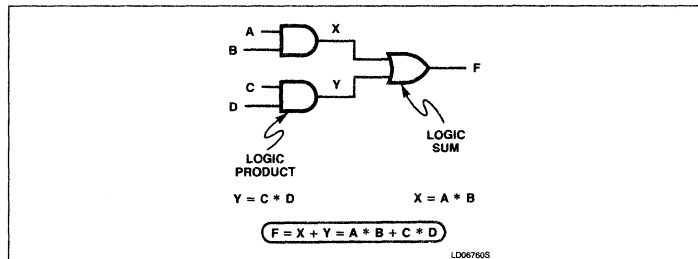 A
B
X
C
D
Y
F
LOGIC
PRODUCT
LOGIC
SUM
Y = C * D
X = A * B
F = X + Y = A * B + C * D
LD06760S